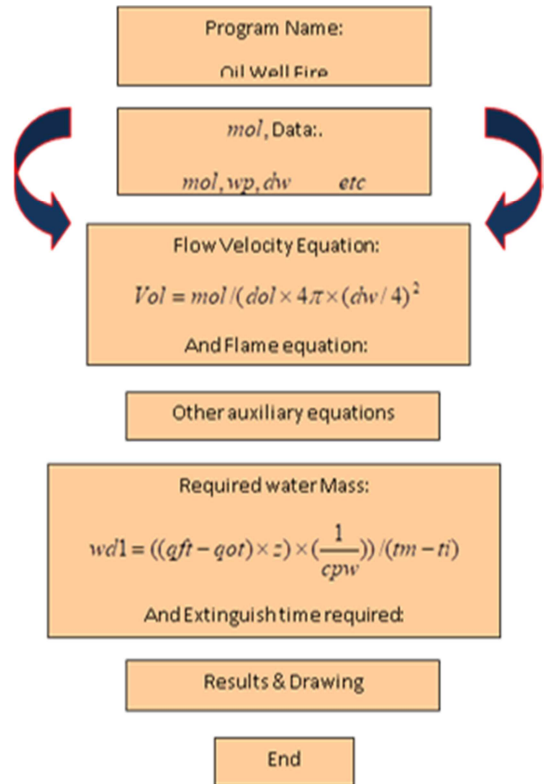 Program Name:
Oil Well Fire
mol, Data:.
mol, wp, dw etc
Flow Velocity Equation:
Vol = mol /(dol × 4π × (dw / 4)²
And Flame equation:
Other auxiliary equations
Required water Mass:
wd1 = ((qft − qot) × z) × (1/cpw)) /(tm − ti)
And Extinguish time required:
Results & Drawing
End